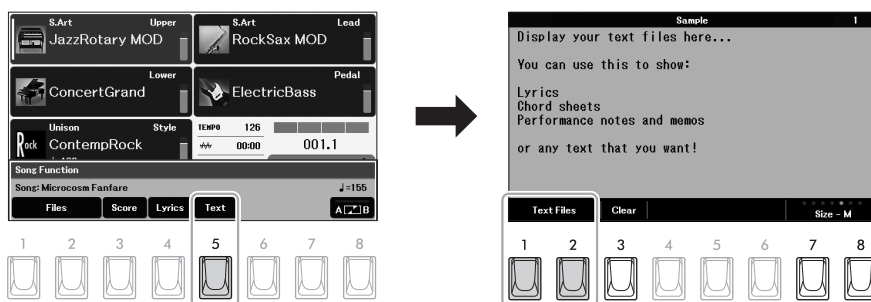 S.Art Upper
JazzRotary MOD
S.Art Lead
RockSax MOD
Lower
ConcertGrand
Pedal
ElectricBass
Unison Style
Rock ContempRock
TEMPO 126
00:00 001.1
Song Function
Song: Microcosm Fanfare ♩=155
Files Score Lyrics Text A B
1 2 3 4 5 6 7 8
Sample 1
Display your text files here...
You can use this to show:
Lyrics
Chord sheets
Performance notes and memos
or any text that you want!
Text Files Clear Size - M
1 2 3 4 5 6 7 8